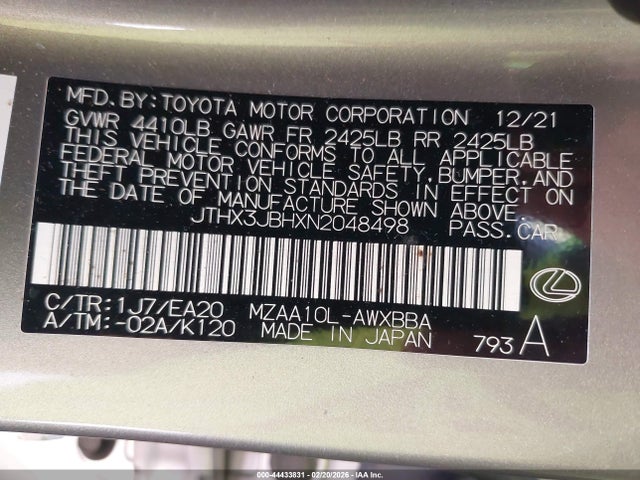 MFD. BY: TOYOTA MOTOR CORPORATION 12/21
GVWR 4410LB GAWR FR 2425LB RR 2425LB
THIS VEHICLE CONFORMS TO ALL APPLICABLE
FEDERAL MOTOR VEHICLE SAFETY, BUMPER, AND
THEFT PREVENTION STANDARDS IN EFFECT ON
THE DATE OF MANUFACTURE SHOWN ABOVE.
JTHX3JBHXN2048498 PASS.CAR
C/TR: 1J7/EA20 MZAA10L-AWXBBA
A/TM: -02A/K120 MADE IN JAPAN 793 A
000-44433831 - 02/20/2026 - IAA Inc.